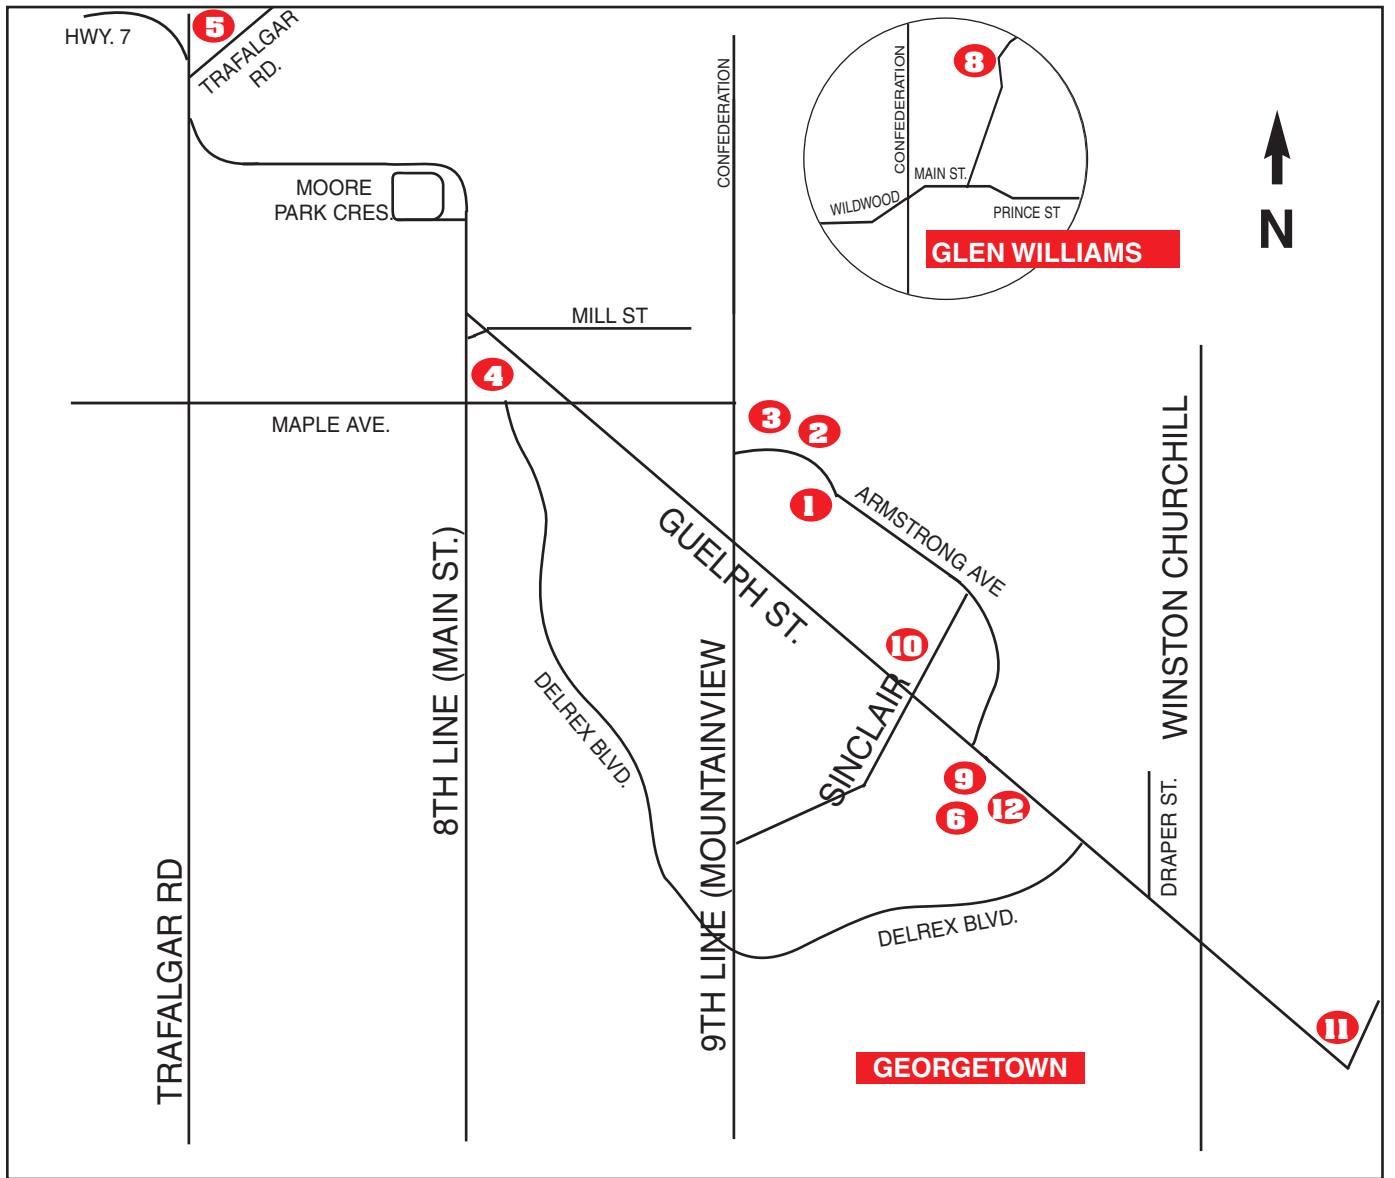 HWY. 7
5
TRAFALGAR
RD.
CONFEDERATION
8
CONFEDERATION
MAIN ST.
WILDWOOD
PRINCE ST
GLEN WILLIAMS
N
MOORE
PARK CRES.
MILL ST
4
MAPLE AVE.
3
2
1
ARMSTRONG AVE
GUELPH ST.
WINSTON CHURCHILL
8TH LINE (MAIN ST.)
DELREX BLVD.
9TH LINE (MOUNTAINVIEW)
10
SINCLAIR
9
12
6
DRAPER ST.
DELREX BLVD.
TRAFALGAR RD
11
GEORGETOWN